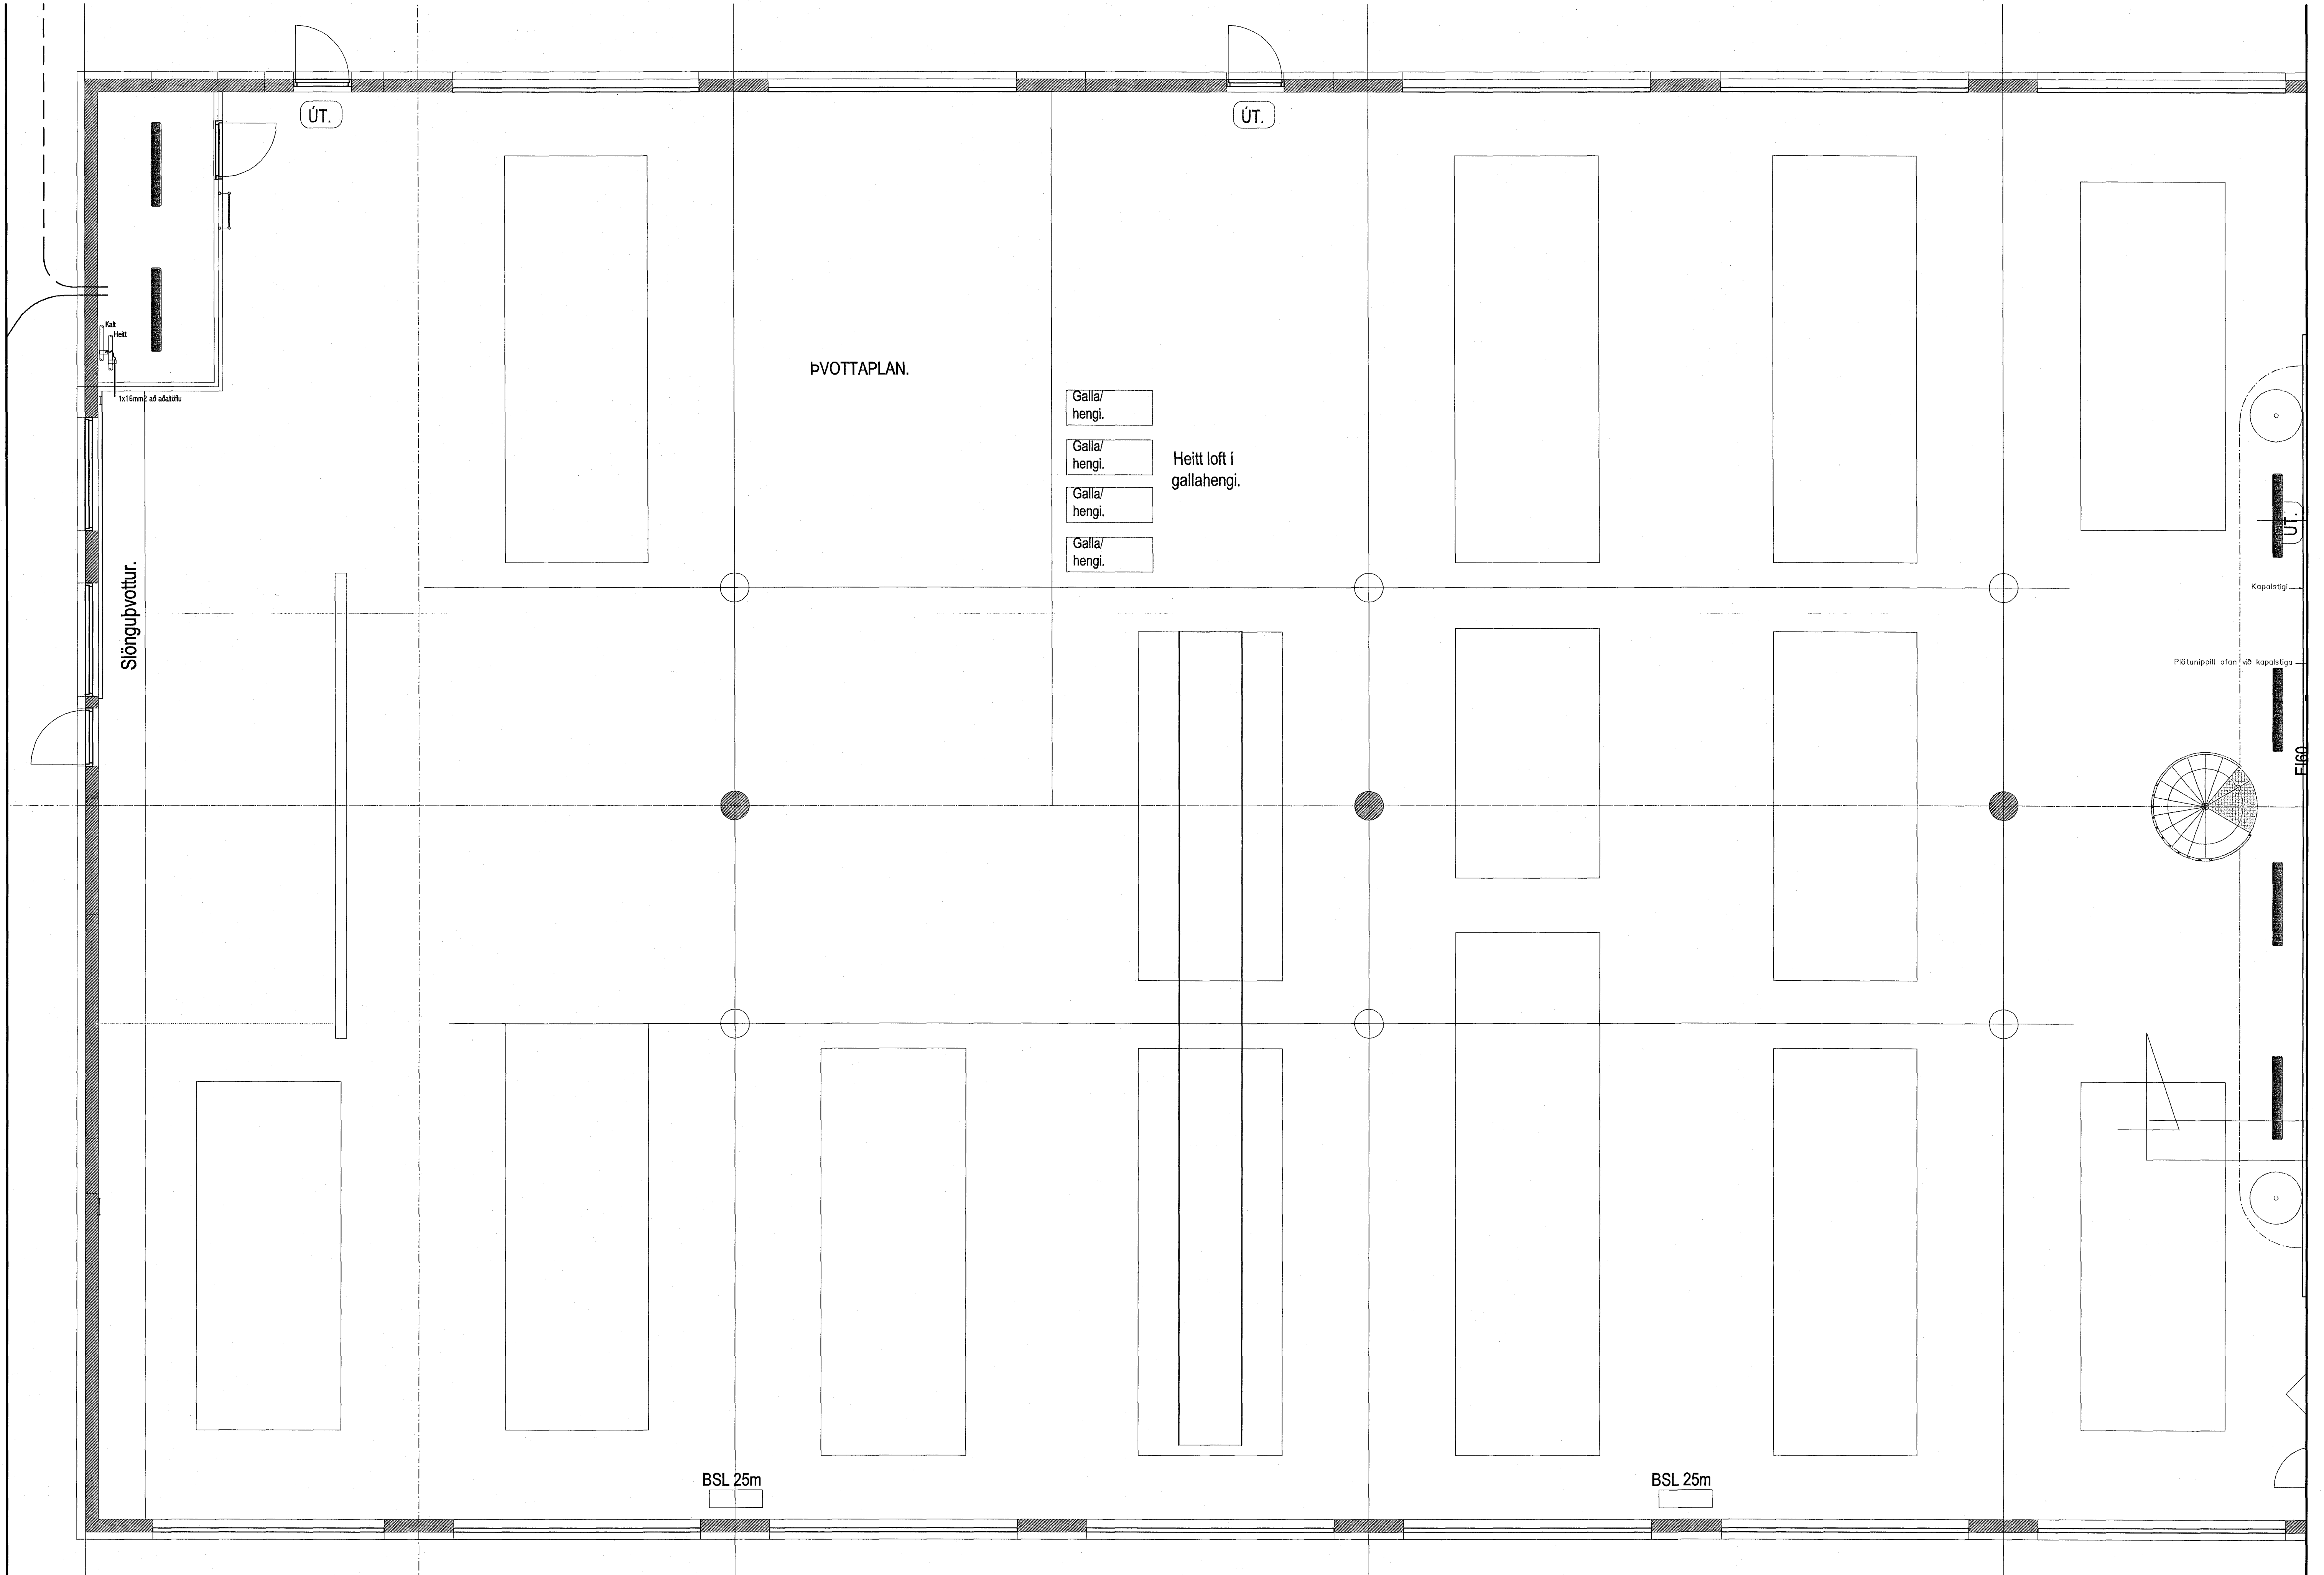 ÚT.
ÚT.
Kalt
Heitt
1x16mm2 að aðaltöflu
ÞVOTTAPLAN.
Galla/
hengi.
Galla/
hengi.
Galla/
hengi.
Galla/
hengi.
Heitt loft í
gallahengi.
Slönguþvottur.
ÚT.
Kapalstigi
Plötunippill ofan við kapalstiga
EI60
BSL 25m
BSL 25m